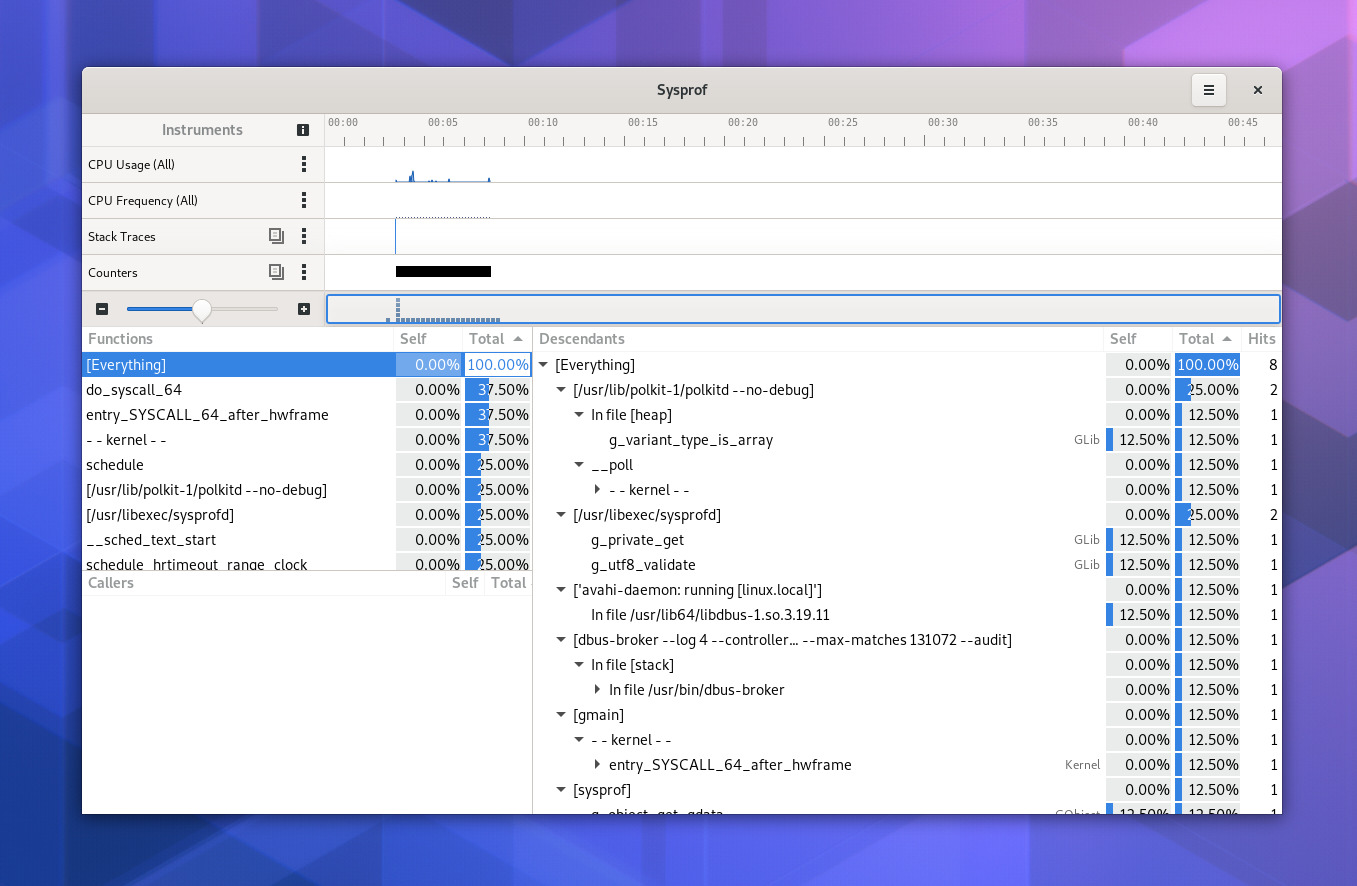 Sysprof
Instruments
00:00 00:05 00:10 00:15 00:20 00:25 00:30 00:35 00:40 00:45
CPU Usage (All)
CPU Frequency (All)
Stack Traces
Counters
Functions Self Total
[Everything] 0.00% 100.00%
do_syscall_64 0.00% 37.50%
entry_SYSCALL_64_after_hwframe 0.00% 37.50%
- - kernel - - 0.00% 37.50%
schedule 0.00% 25.00%
[/usr/lib/polkit-1/polkitd --no-debug] 0.00% 25.00%
[/usr/libexec/sysprofd] 0.00% 25.00%
__sched_text_start 0.00% 25.00%
schedule_hrtimeout_range_clock 0.00% 25.00%
Callers Self Total
Descendants Self Total Hits
[Everything] 0.00% 100.00% 8
[/usr/lib/polkit-1/polkitd --no-debug] 0.00% 25.00% 2
In file [heap] 0.00% 12.50% 1
g_variant_type_is_array GLib 12.50% 12.50% 1
__poll 0.00% 12.50% 1
- - kernel - - 0.00% 12.50% 1
[/usr/libexec/sysprofd] 0.00% 25.00% 2
g_private_get GLib 12.50% 12.50% 1
g_utf8_validate GLib 12.50% 12.50% 1
['avahi-daemon: running [linux.local]'] 0.00% 12.50% 1
In file /usr/lib64/libdbus-1.so.3.19.11 12.50% 12.50% 1
[dbus-broker --log 4 --controller... --max-matches 131072 --audit] 0.00% 12.50% 1
In file [stack] 0.00% 12.50% 1
In file /usr/bin/dbus-broker 0.00% 12.50% 1
[gmain] 0.00% 12.50% 1
- - kernel - - 0.00% 12.50% 1
entry_SYSCALL_64_after_hwframe Kernel 0.00% 12.50% 1
[sysprof] 0.00% 12.50% 1
GObject 12.50% 12.50% 1